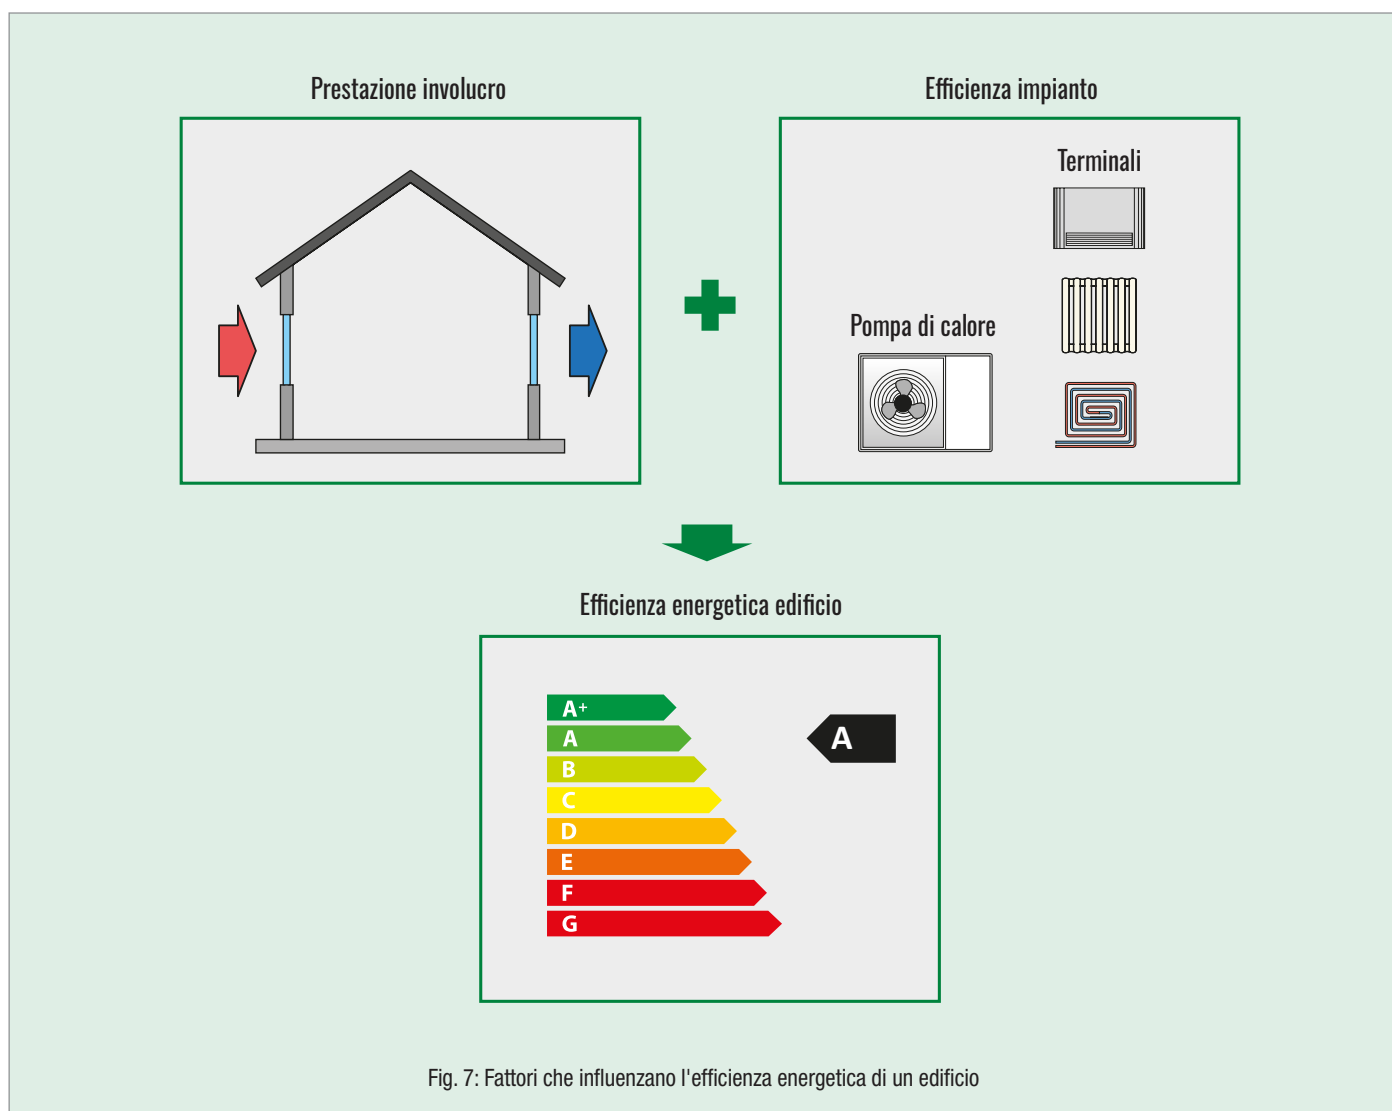 Prestazione involucro
Efficienza impianto
Terminali
Pompa di calore
Efficienza energetica edificio
A+
A
A
B
C
D
E
F
G
Fig. 7: Fattori che influenzano l'efficienza energetica di un edificio